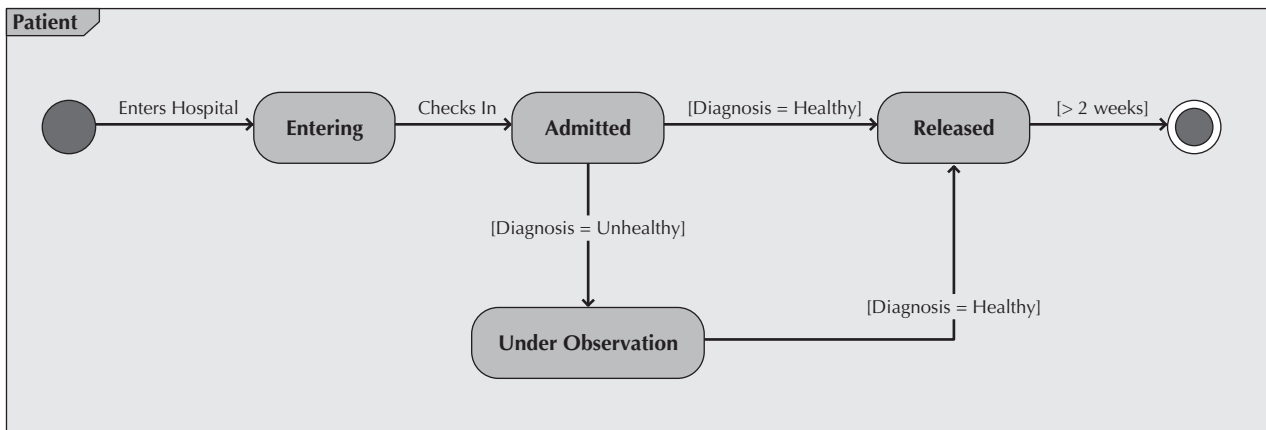 Patient
Enters Hospital
Entering
Checks In
Admitted
[Diagnosis = Healthy]
Released
[> 2 weeks]
[Diagnosis = Unhealthy]
[Diagnosis = Healthy]
Under Observation